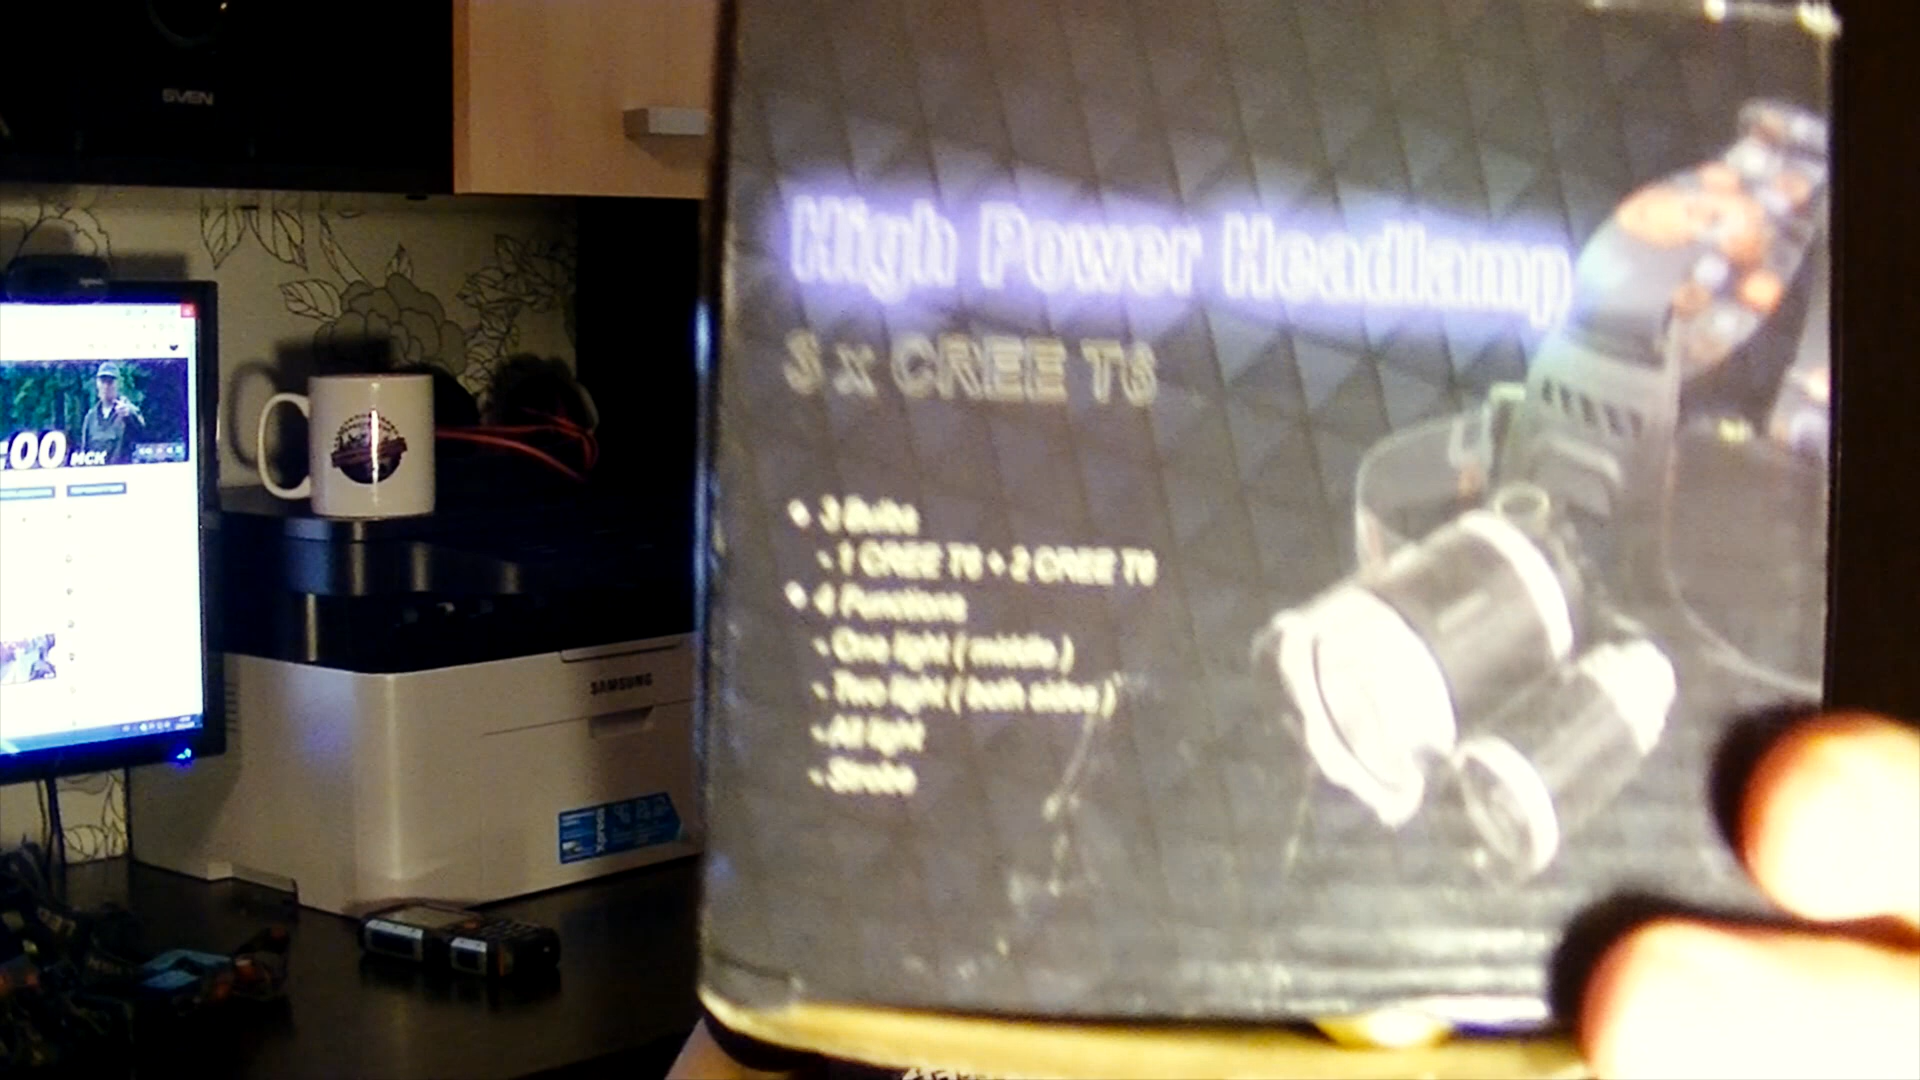 SVEN
:00 МСК
SAMSUNG
Xpress
High Power Headlamp
3 x CREE T6
• 3 Bulbs
- 1 CREE T6 + 2 CREE T6
• 4 Functions
- One light ( middle )
- Two light ( both sides )
- All light
- Strobe